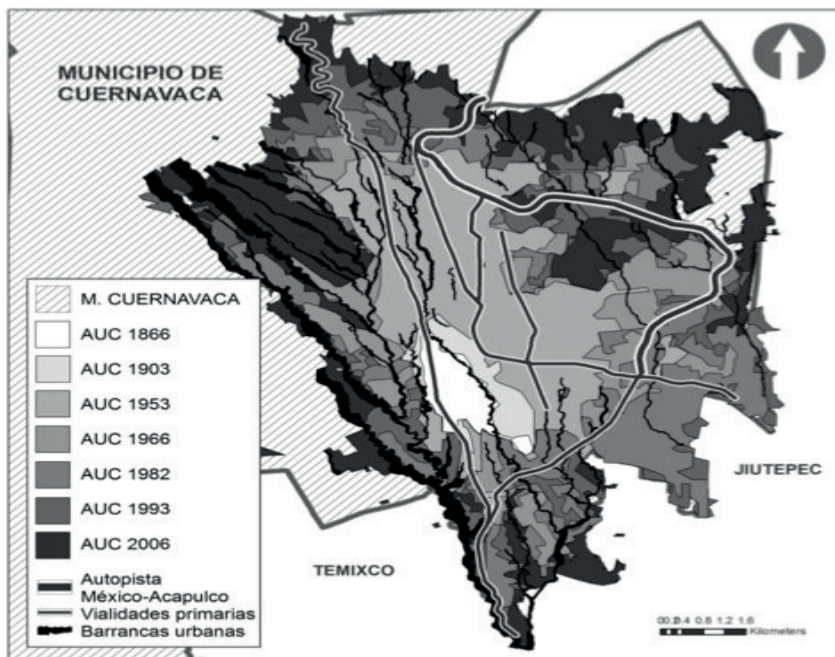 MUNICIPIO DE
CUERNAVACA
M. CUERNAVACA
AUC 1866
AUC 1903
AUC 1953
AUC 1966
AUC 1982
AUC 1993
AUC 2006
Autopista
México-Acapulco
Vialidades primarias
Barrancas urbanas
TEMIXCO
JIUTEPEC
0.8 1.2 1.6
Kilometers